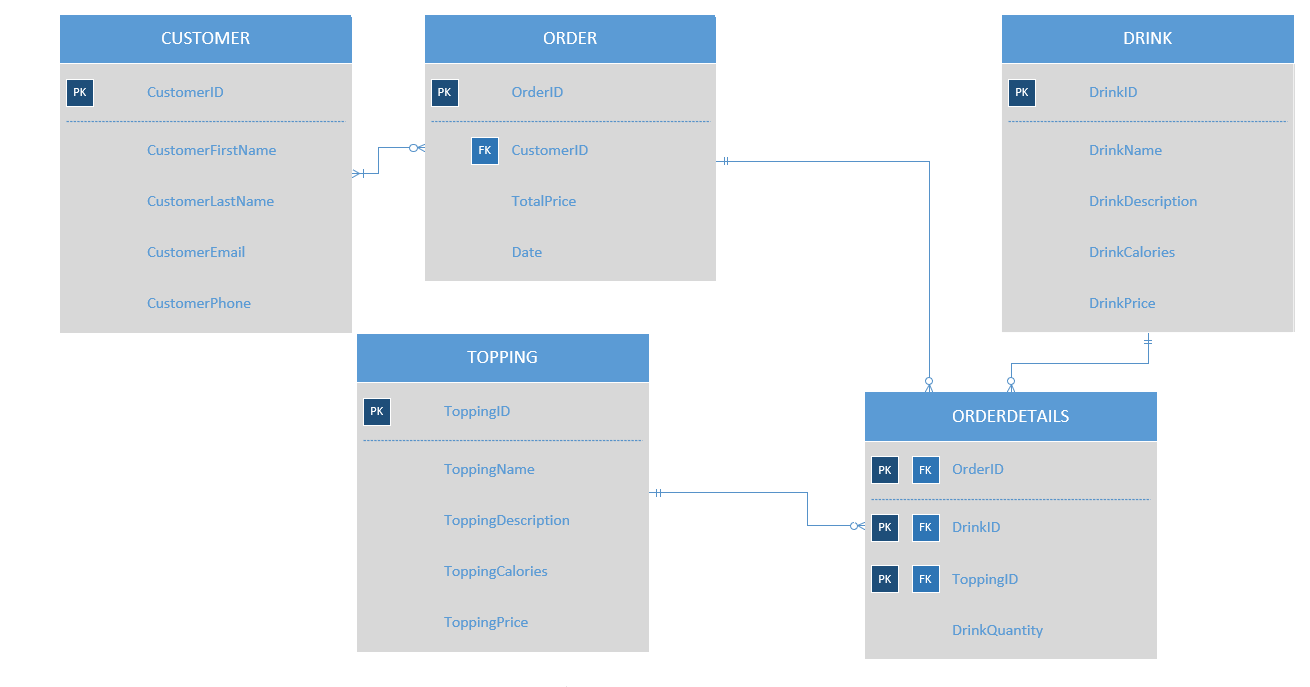 CUSTOMER
PK CustomerID
CustomerFirstName
CustomerLastName
CustomerEmail
CustomerPhone
ORDER
PK OrderID
FK CustomerID
TotalPrice
Date
DRINK
PK DrinkID
DrinkName
DrinkDescription
DrinkCalories
DrinkPrice
TOPPING
PK ToppingID
ToppingName
ToppingDescription
ToppingCalories
ToppingPrice
ORDERDETAILS
PK FK OrderID
PK FK DrinkID
PK FK ToppingID
DrinkQuantity